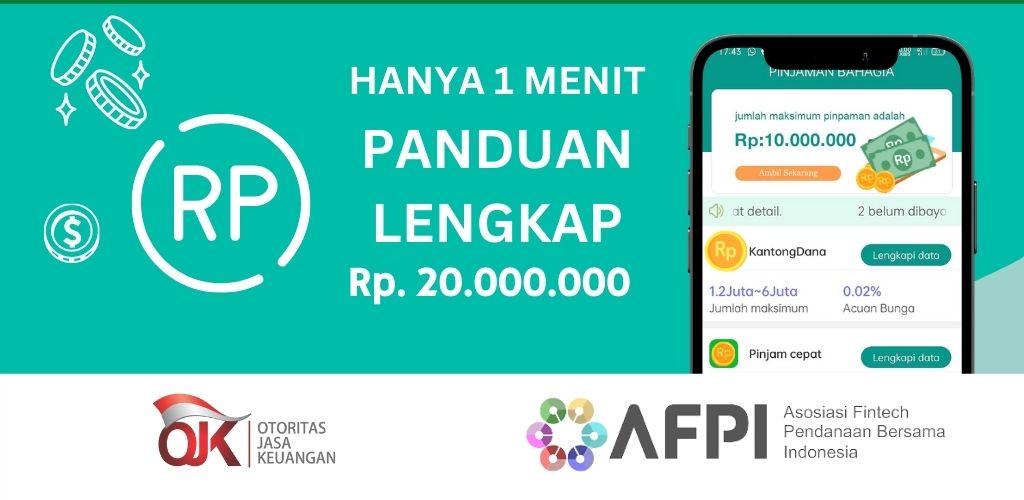 HANYA 1 MENIT
PANDUAN
LENGKAP
Rp. 20.000.000
RP
$
17:43
PINJAMAN BAHAGIA
jumlah maksimum pinpaman adalah
Rp:10.000.000
Ambil Sekarang
Rp
Rp
Rp
at detail.
2 belum dibaya
Rp
KantongDana
Lengkapi data
1.2Juta~6Juta
0.02%
Jumlah maksimum
Acuan Bunga
Rp
Pinjam cepat
Lengkapi data
OJK
OTORITAS
JASA
KEUANGAN
AFPI
Asosiasi Fintech
Pendanaan Bersama
Indonesia